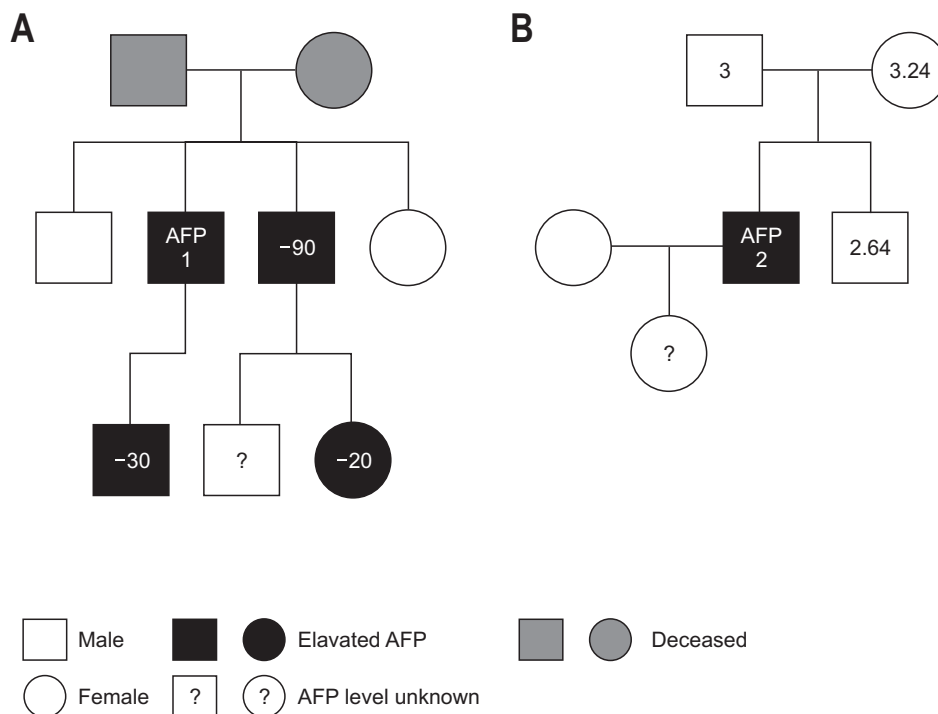 A
B
3
3.24
AFP
1
−90
AFP
2
2.64
?
−30
?
−20
Male
Elavated AFP
Deceased
Female
?
?
AFP level unknown